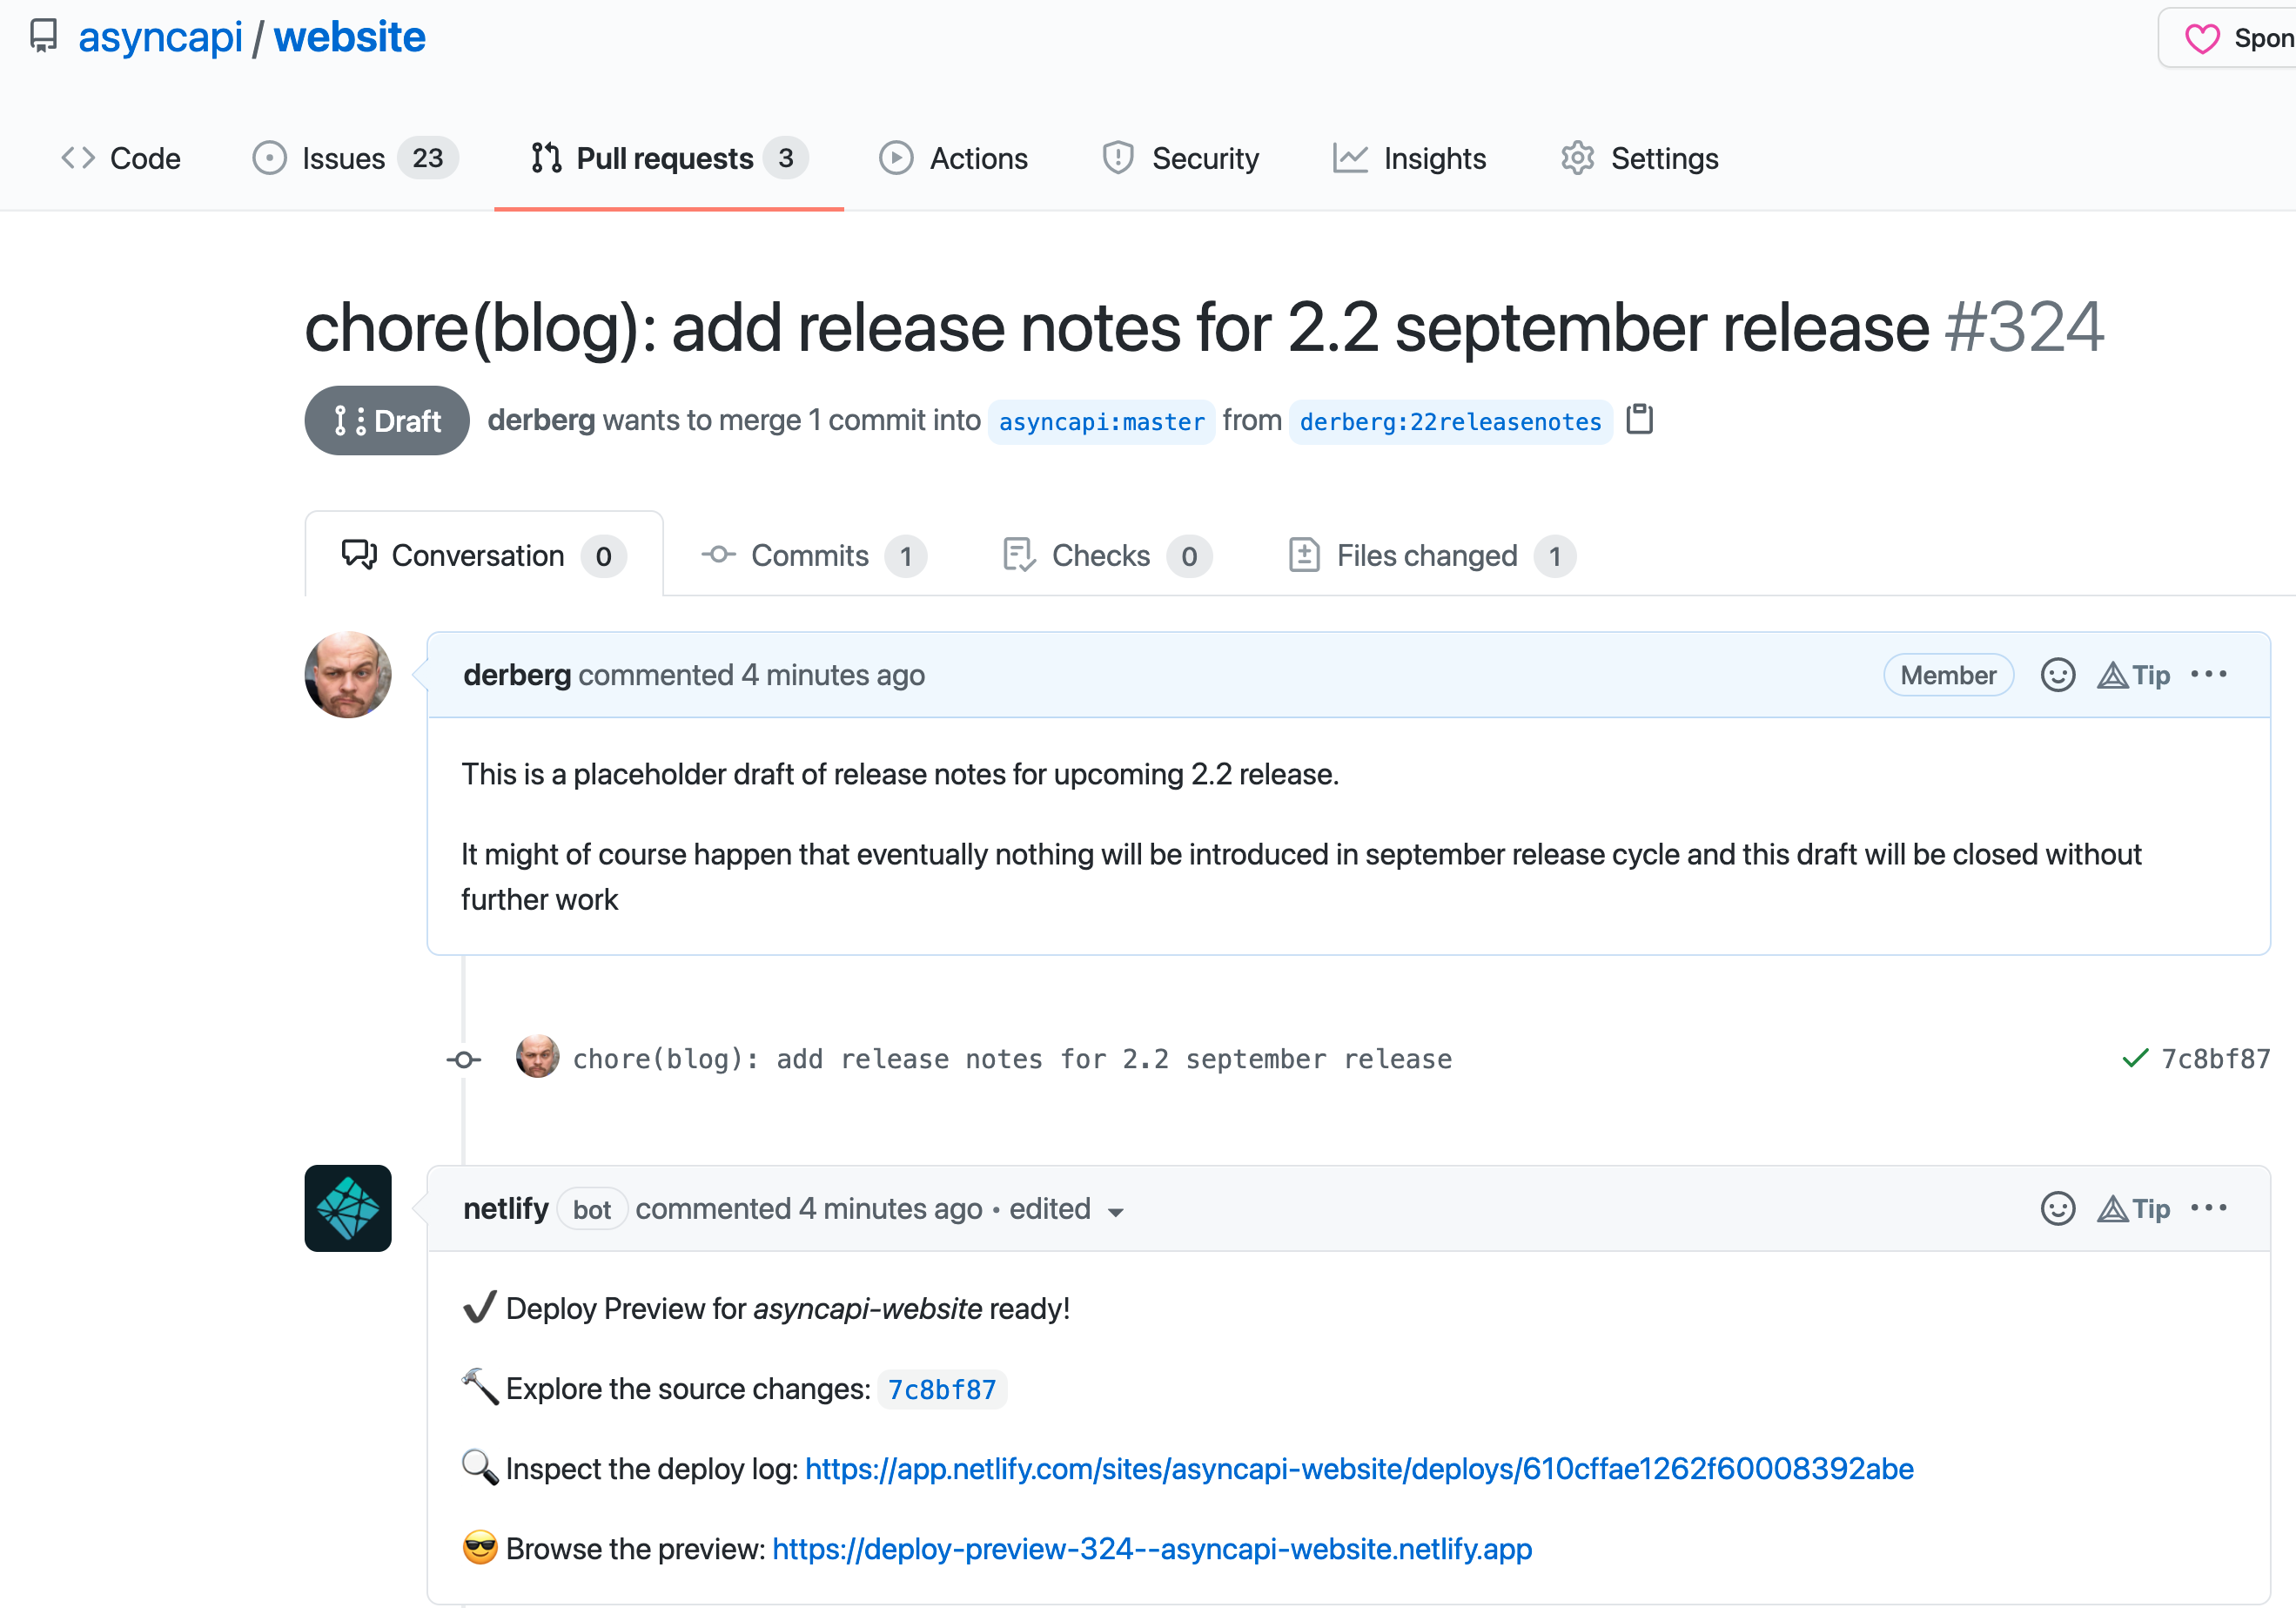 asyncapi / website
Spon
Code
Issues 23
Pull requests 3
Actions
Security
Insights
Settings
chore(blog): add release notes for 2.2 september release #324
Draft
derberg wants to merge 1 commit into asyncapi:master from derberg:22releasenotes
Conversation 0
Commits 1
Checks 0
Files changed 1
derberg commented 4 minutes ago
Member
Tip
This is a placeholder draft of release notes for upcoming 2.2 release.
It might of course happen that eventually nothing will be introduced in september release cycle and this draft will be closed without
further work
chore(blog): add release notes for 2.2 september release
7c8bf87
netlify bot commented 4 minutes ago • edited
Tip
Deploy Preview for asyncapi-website ready!
Explore the source changes: 7c8bf87
Inspect the deploy log: https://app.netlify.com/sites/asyncapi-website/deploys/610cffae1262f60008392abe
Browse the preview: https://deploy-preview-324--asyncapi-website.netlify.app